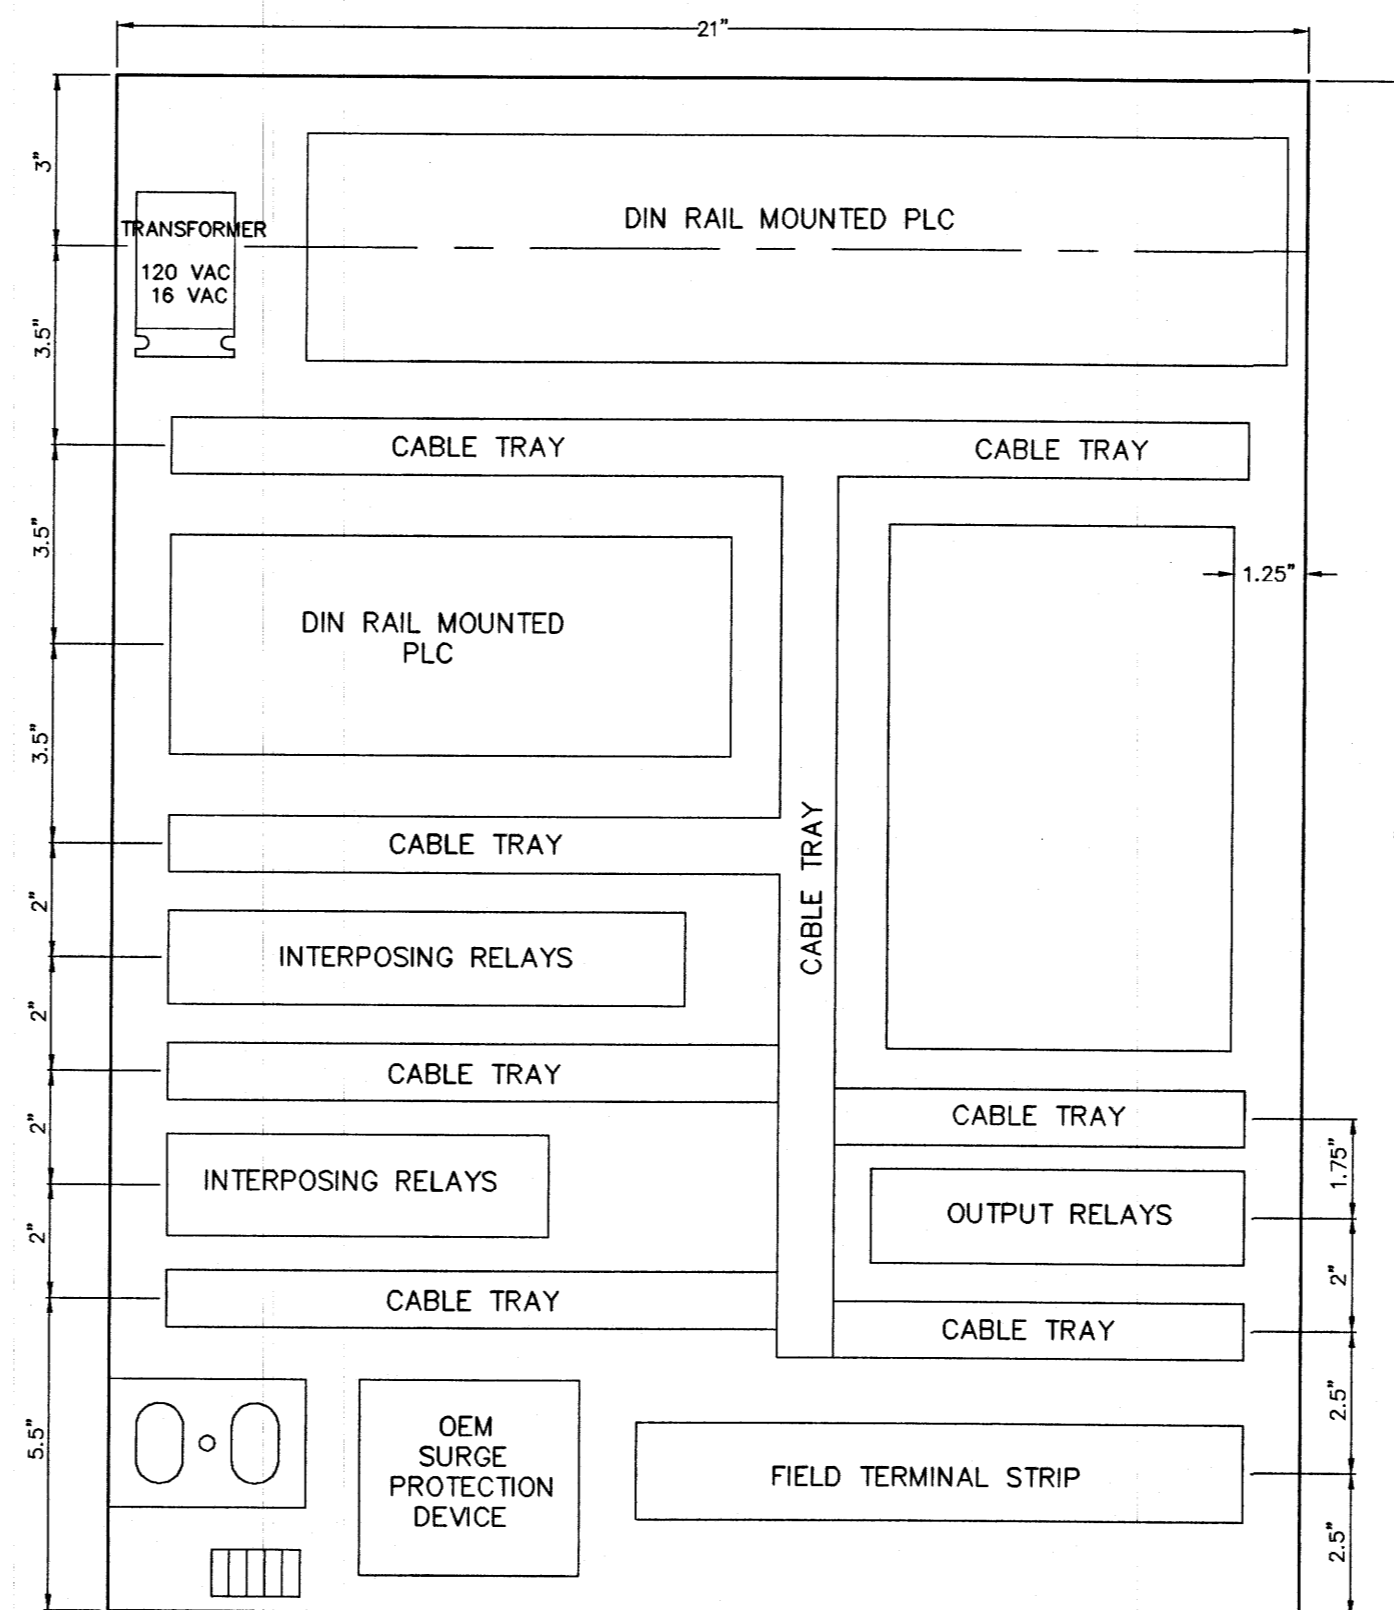 21"
3"
TRANSFORMER
120 VAC
16 VAC
DIN RAIL MOUNTED PLC
3.5"
CABLE TRAY
CABLE TRAY
3.5"
DIN RAIL MOUNTED
PLC
1.25"
3.5"
CABLE TRAY
CABLE TRAY
2"
INTERPOSING RELAYS
2"
CABLE TRAY
2"
CABLE TRAY
1.75"
INTERPOSING RELAYS
OUTPUT RELAYS
2"
2"
CABLE TRAY
CABLE TRAY
5.5"
2.5"
OEM
SURGE
PROTECTION
DEVICE
FIELD TERMINAL STRIP
2.5"